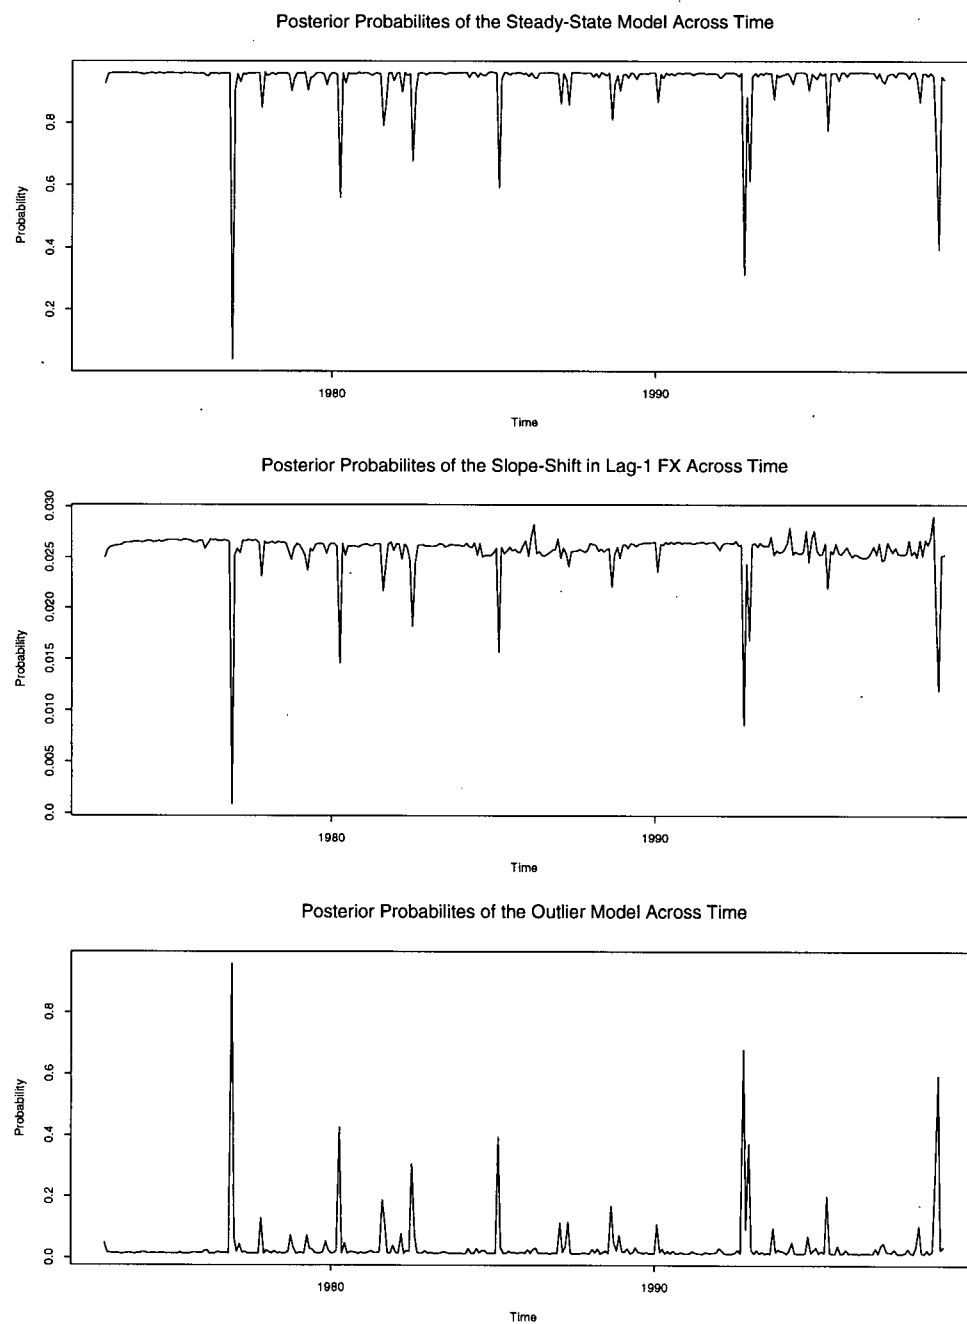 Posterior Probabilites of the Steady-State Model Across Time
Probability
0.2 0.4 0.6 0.8
1980 1990
Time
Posterior Probabilites of the Slope-Shift in Lag-1 FX Across Time
Probability
0.0 0.005 0.010 0.015 0.020 0.025 0.030
1980 1990
Time
Posterior Probabilites of the Outlier Model Across Time
Probability
0.0 0.2 0.4 0.6 0.8
1980 1990
Time